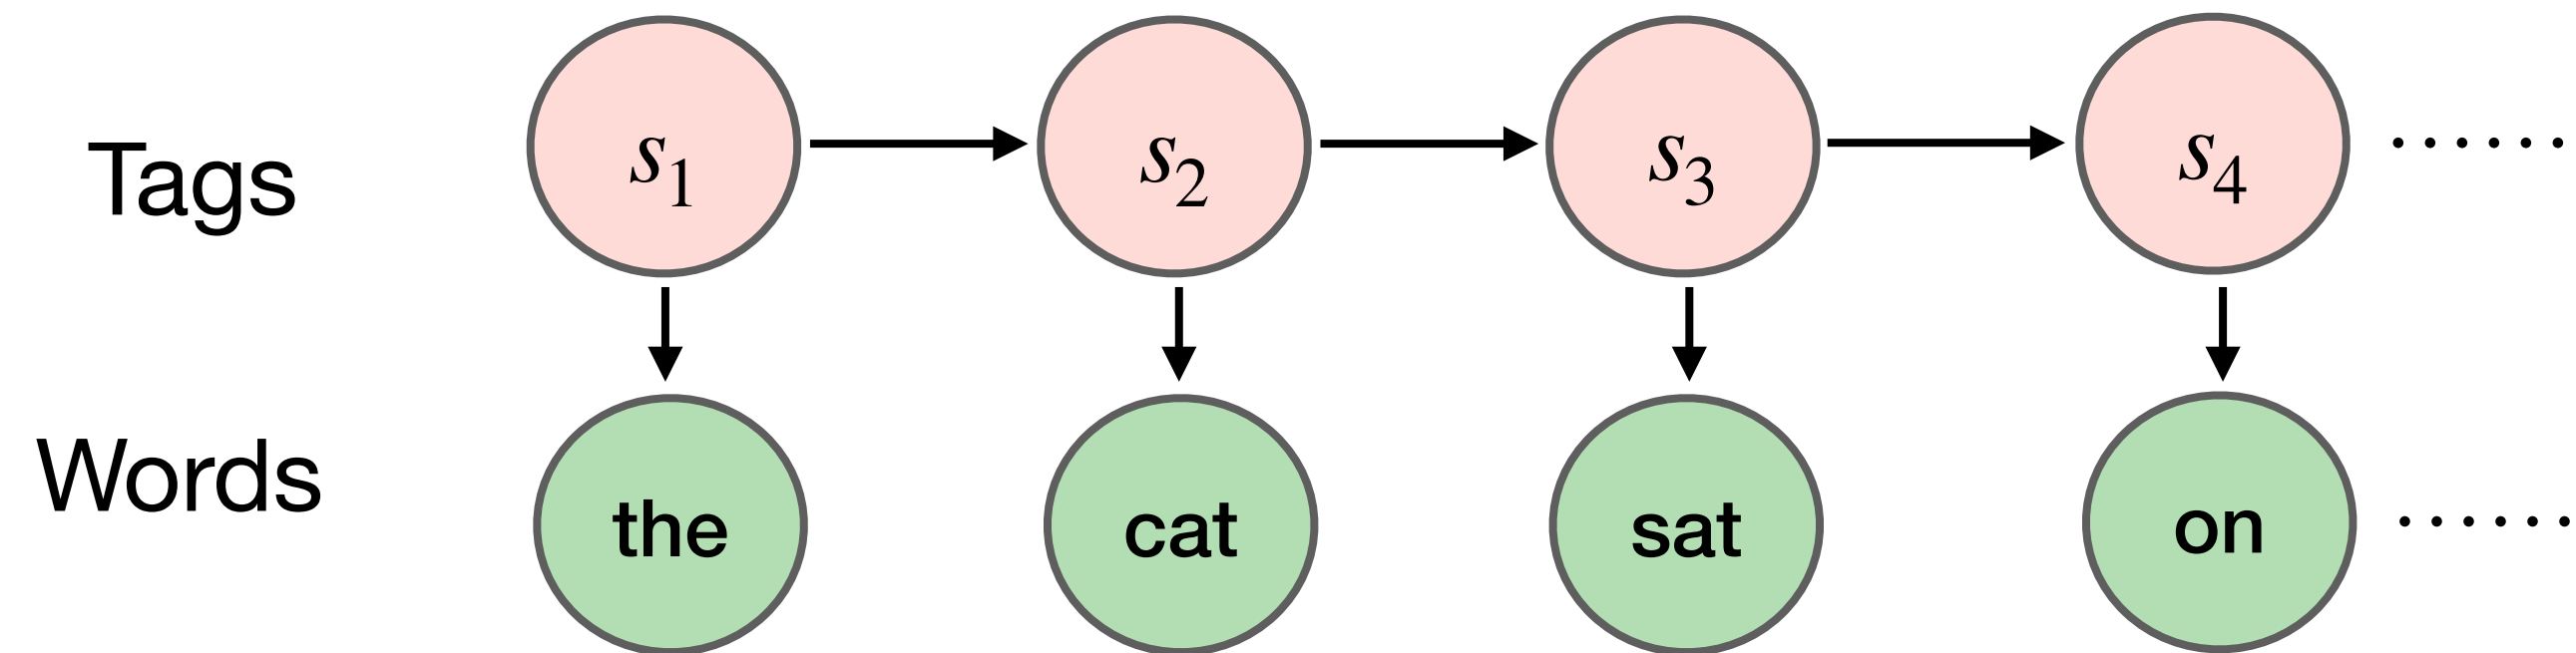 Tags s1 s2 s3 s4 ......
Words the cat sat on ......